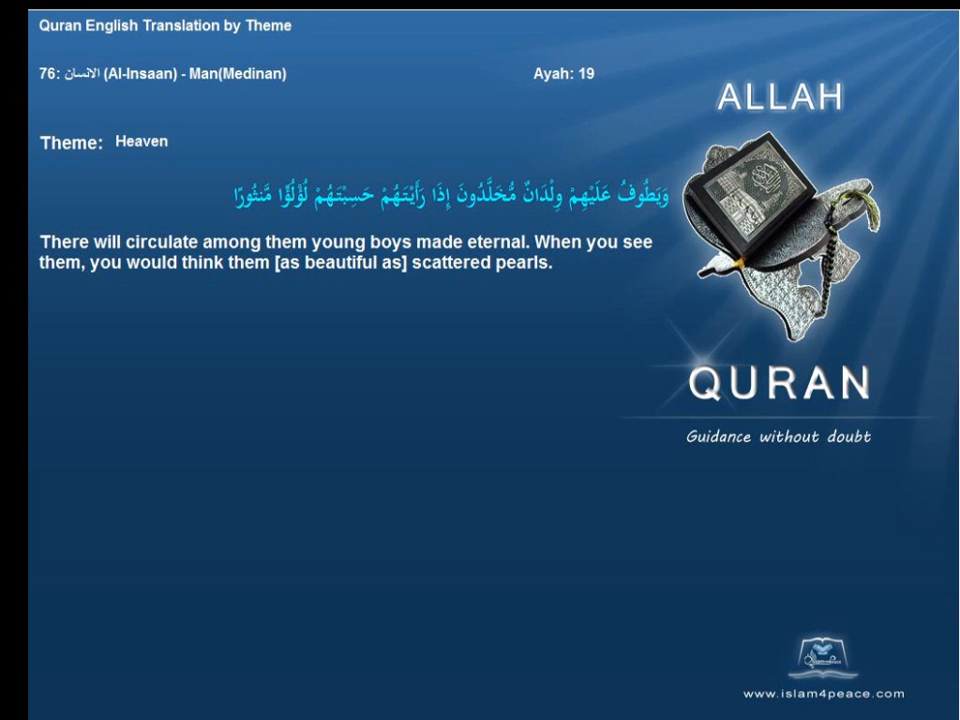 Quran English Translation by Theme
76: الانسان (Al-Insaan) - Man(Medinan) Ayah: 19
ALLAH
Theme: Heaven
وَيَطُوفُ عَلَيْهِمْ وِلْدَانٌ مُّخَلَّدُونَ إِذَا رَأَيْتَهُمْ حَسِبْتَهُمْ لُؤْلُؤًا مَّنثُورًا
There will circulate among them young boys made eternal. When you see
them, you would think them [as beautiful as] scattered pearls.
QURAN
Guidance without doubt
www.islam4peace.com